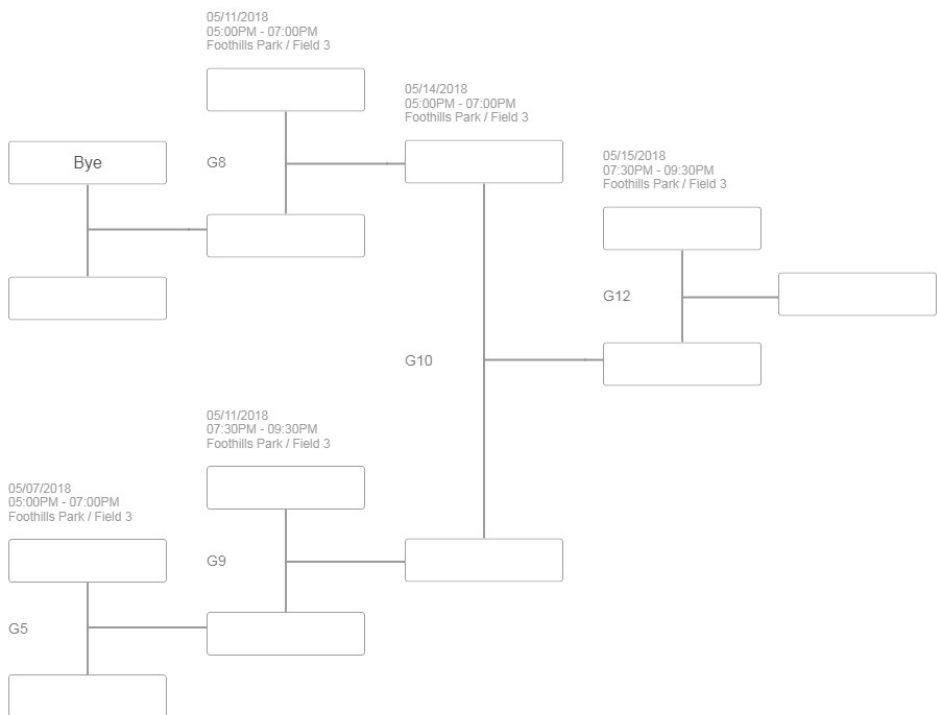 05/11/2018
05:00PM - 07:00PM
Foothills Park / Field 3
05/14/2018
05:00PM - 07:00PM
Foothills Park / Field 3
Bye
G8
05/15/2018
07:30PM - 09:30PM
Foothills Park / Field 3
G12
G10
05/11/2018
07:30PM - 09:30PM
Foothills Park / Field 3
05/07/2018
05:00PM - 07:00PM
Foothills Park / Field 3
G9
G5